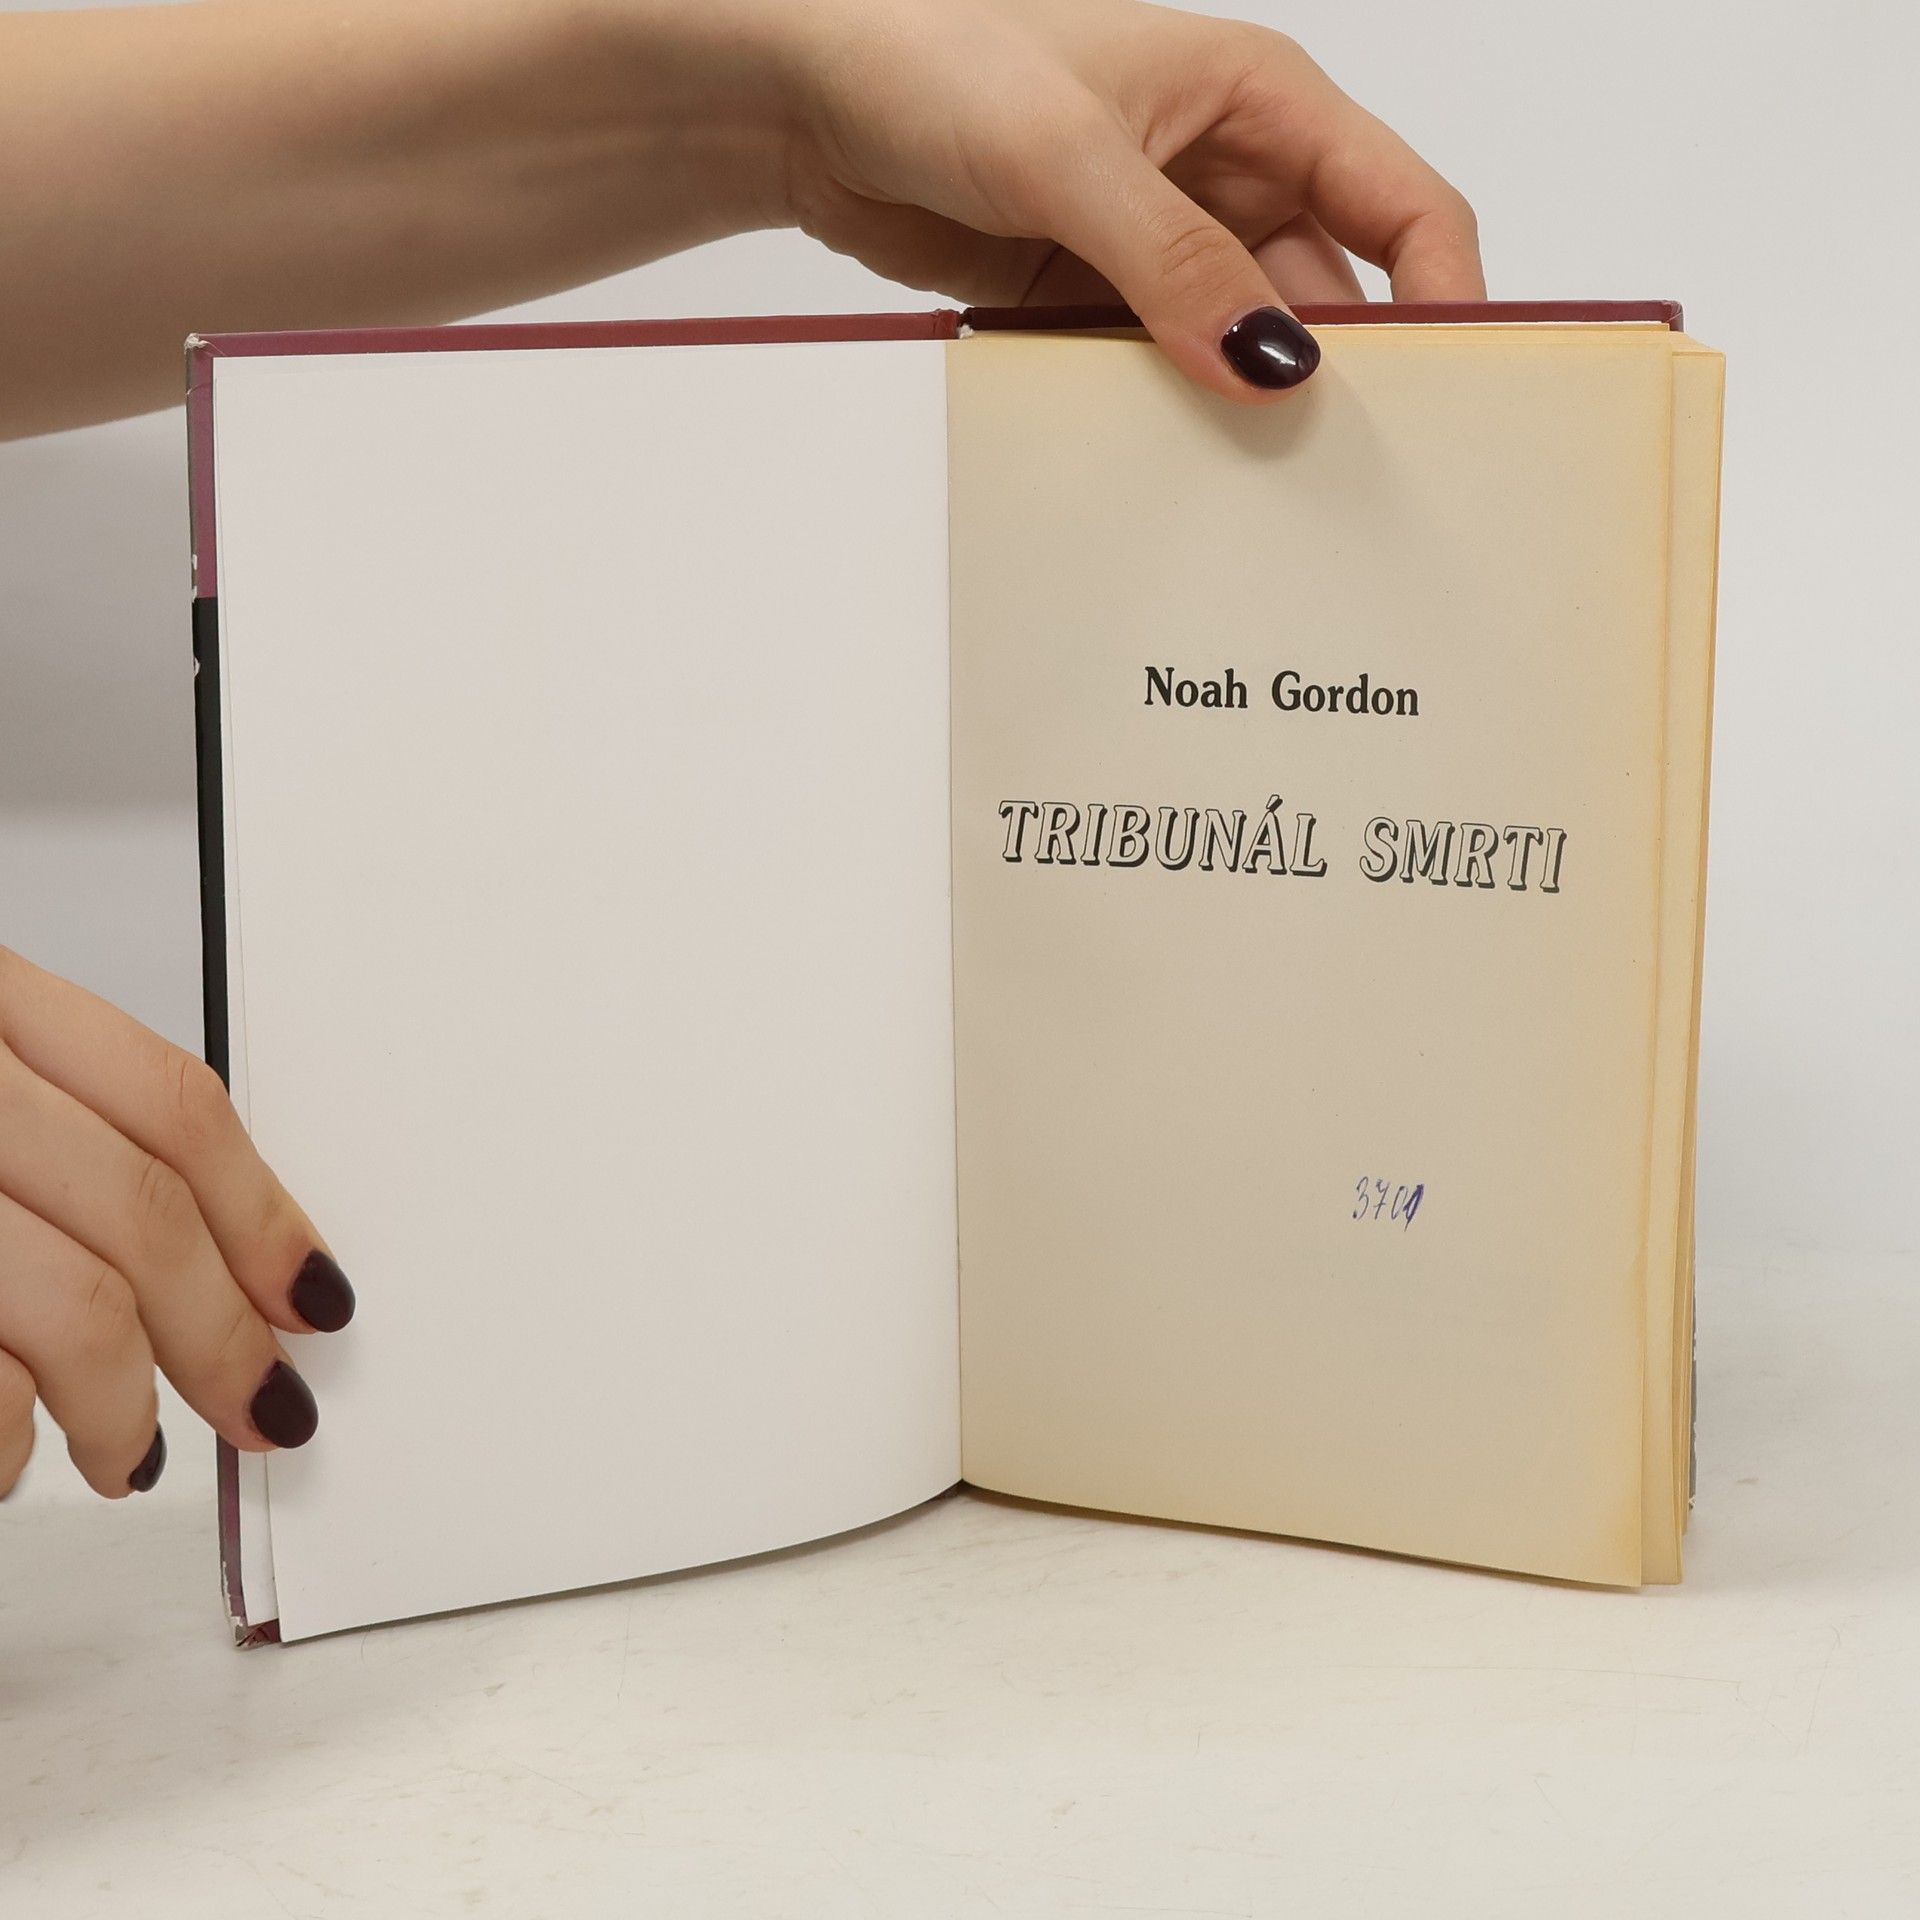 Noah Gordon
TRIBUNÁL SMRTI
3701